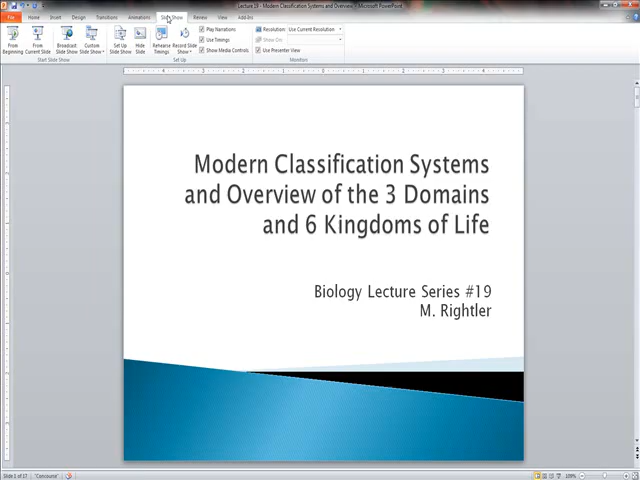 Lecture 19 - Modern Classification Systems and Overview - Microsoft PowerPoint
File Home Insert Design Transitions Animations Slide Show Review View Add-Ins
From Beginning
From Current Slide
Broadcast Slide Show
Custom Slide Show
Set Up Slide Show
Hide Slide
Rehearse Timings
Record Slide Show
Play Narrations
Use Timings
Show Media Controls
Resolution: Use Current Resolution
Show On:
Use Presenter View
Start Slide Show
Set Up
Monitors
Modern Classification Systems
and Overview of the 3 Domains
and 6 Kingdoms of Life
Biology Lecture Series #19
M. Rightler
Slide 1 of 17 "Concourse"